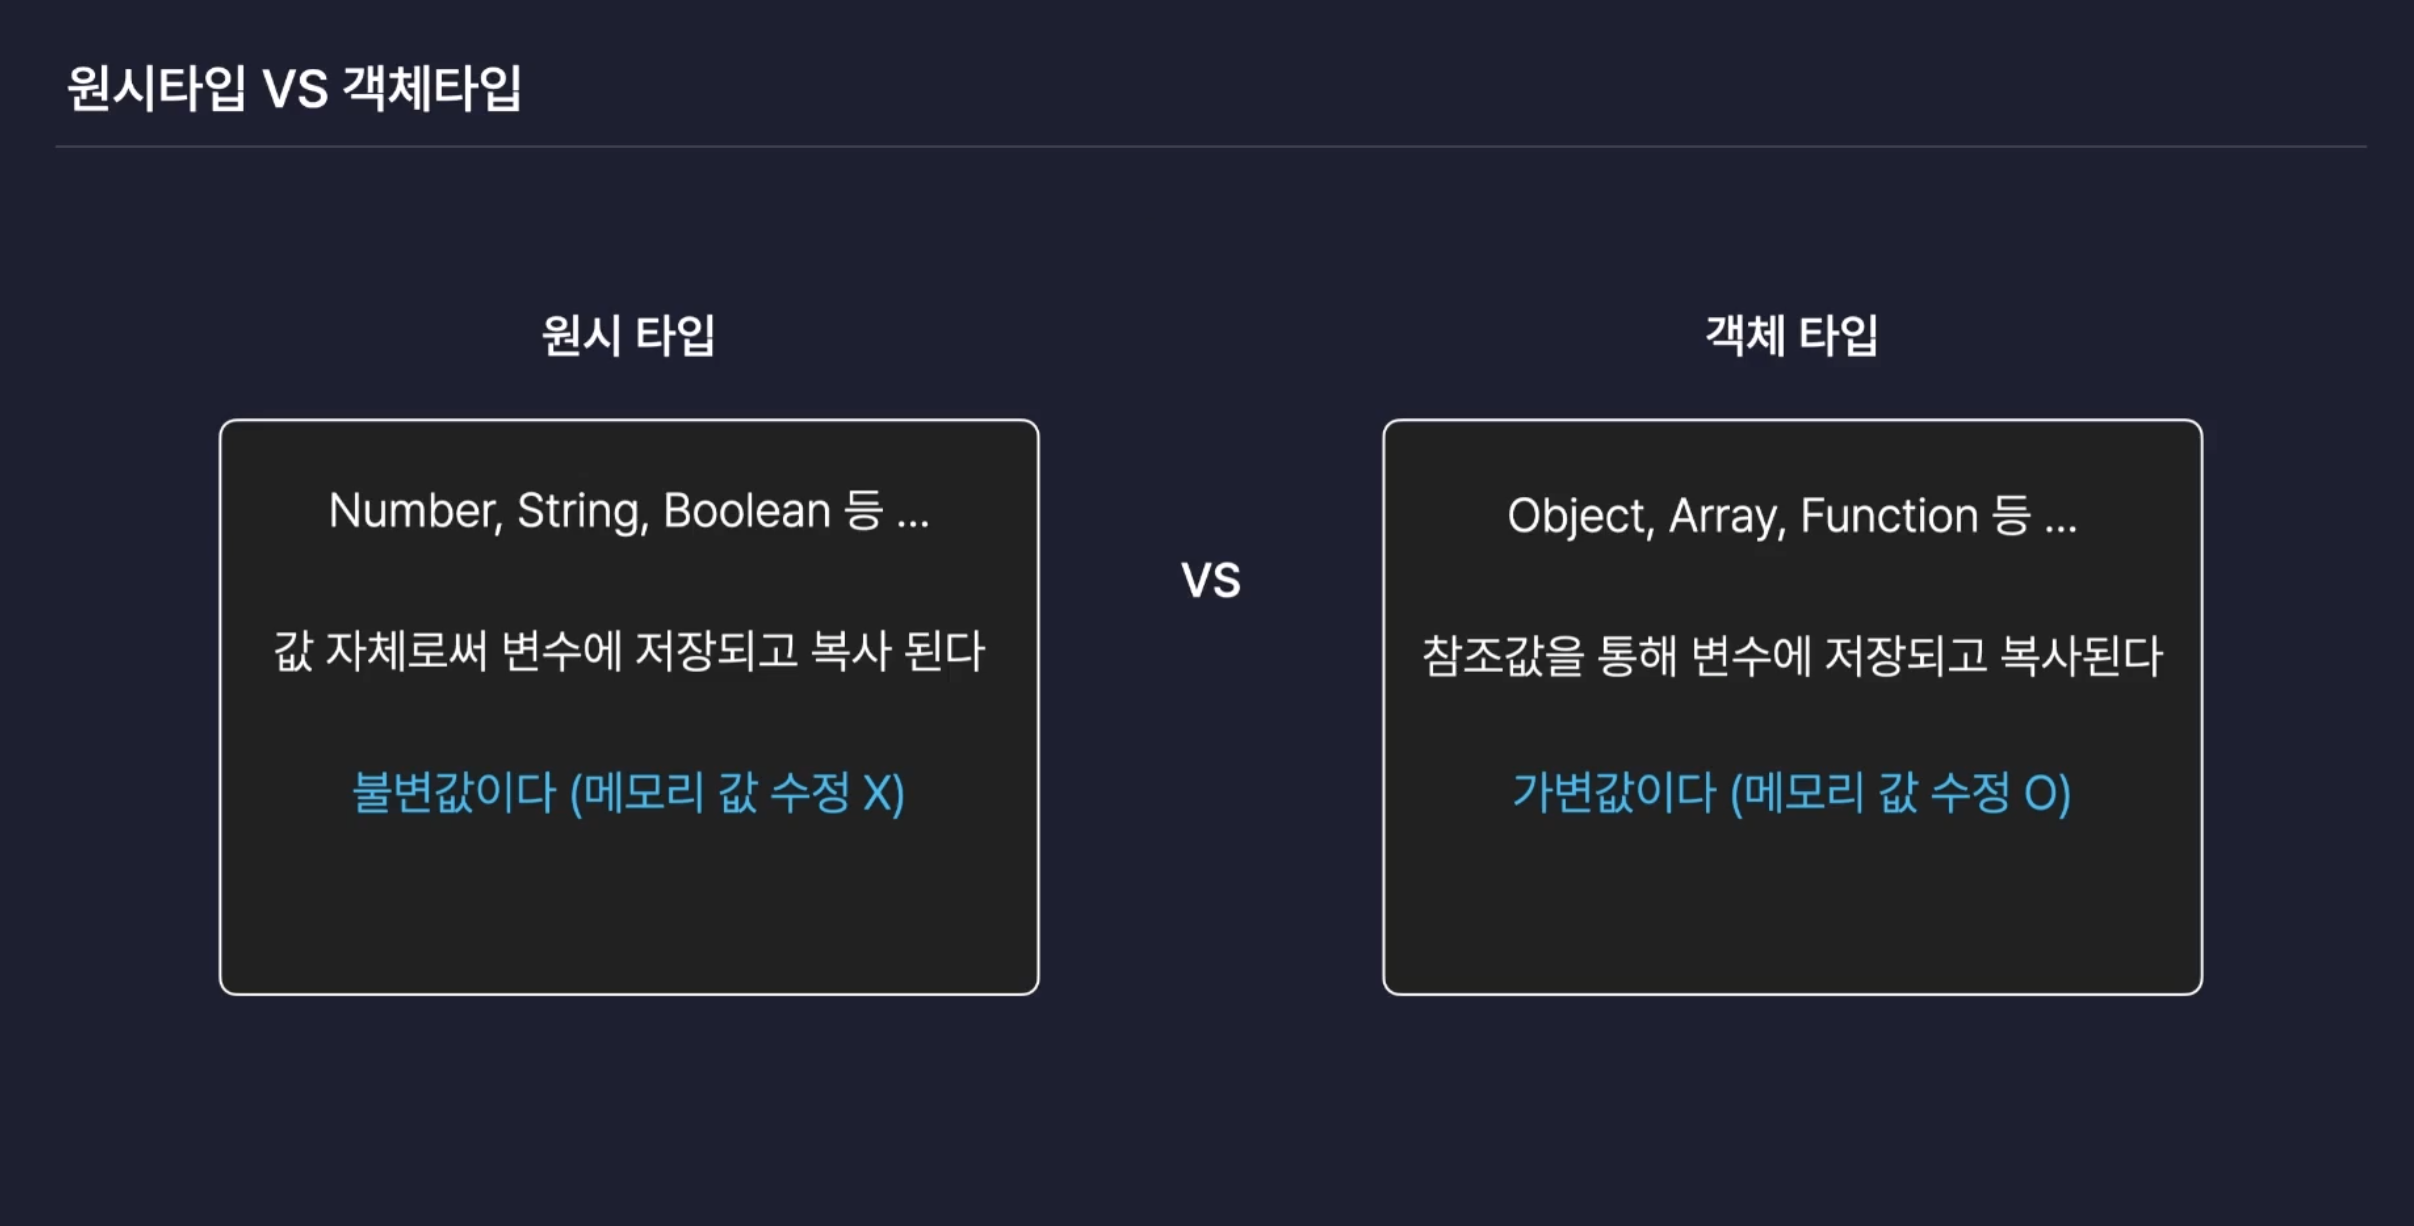 원시타입 VS 객체타입
원시 타입
Number, String, Boolean 등 ...
값 자체로써 변수에 저장되고 복사 된다
불변값이다 (메모리 값 수정 X)
VS
객체 타입
Object, Array, Function 등 ...
참조값을 통해 변수에 저장되고 복사된다
가변값이다 (메모리 값 수정 O)